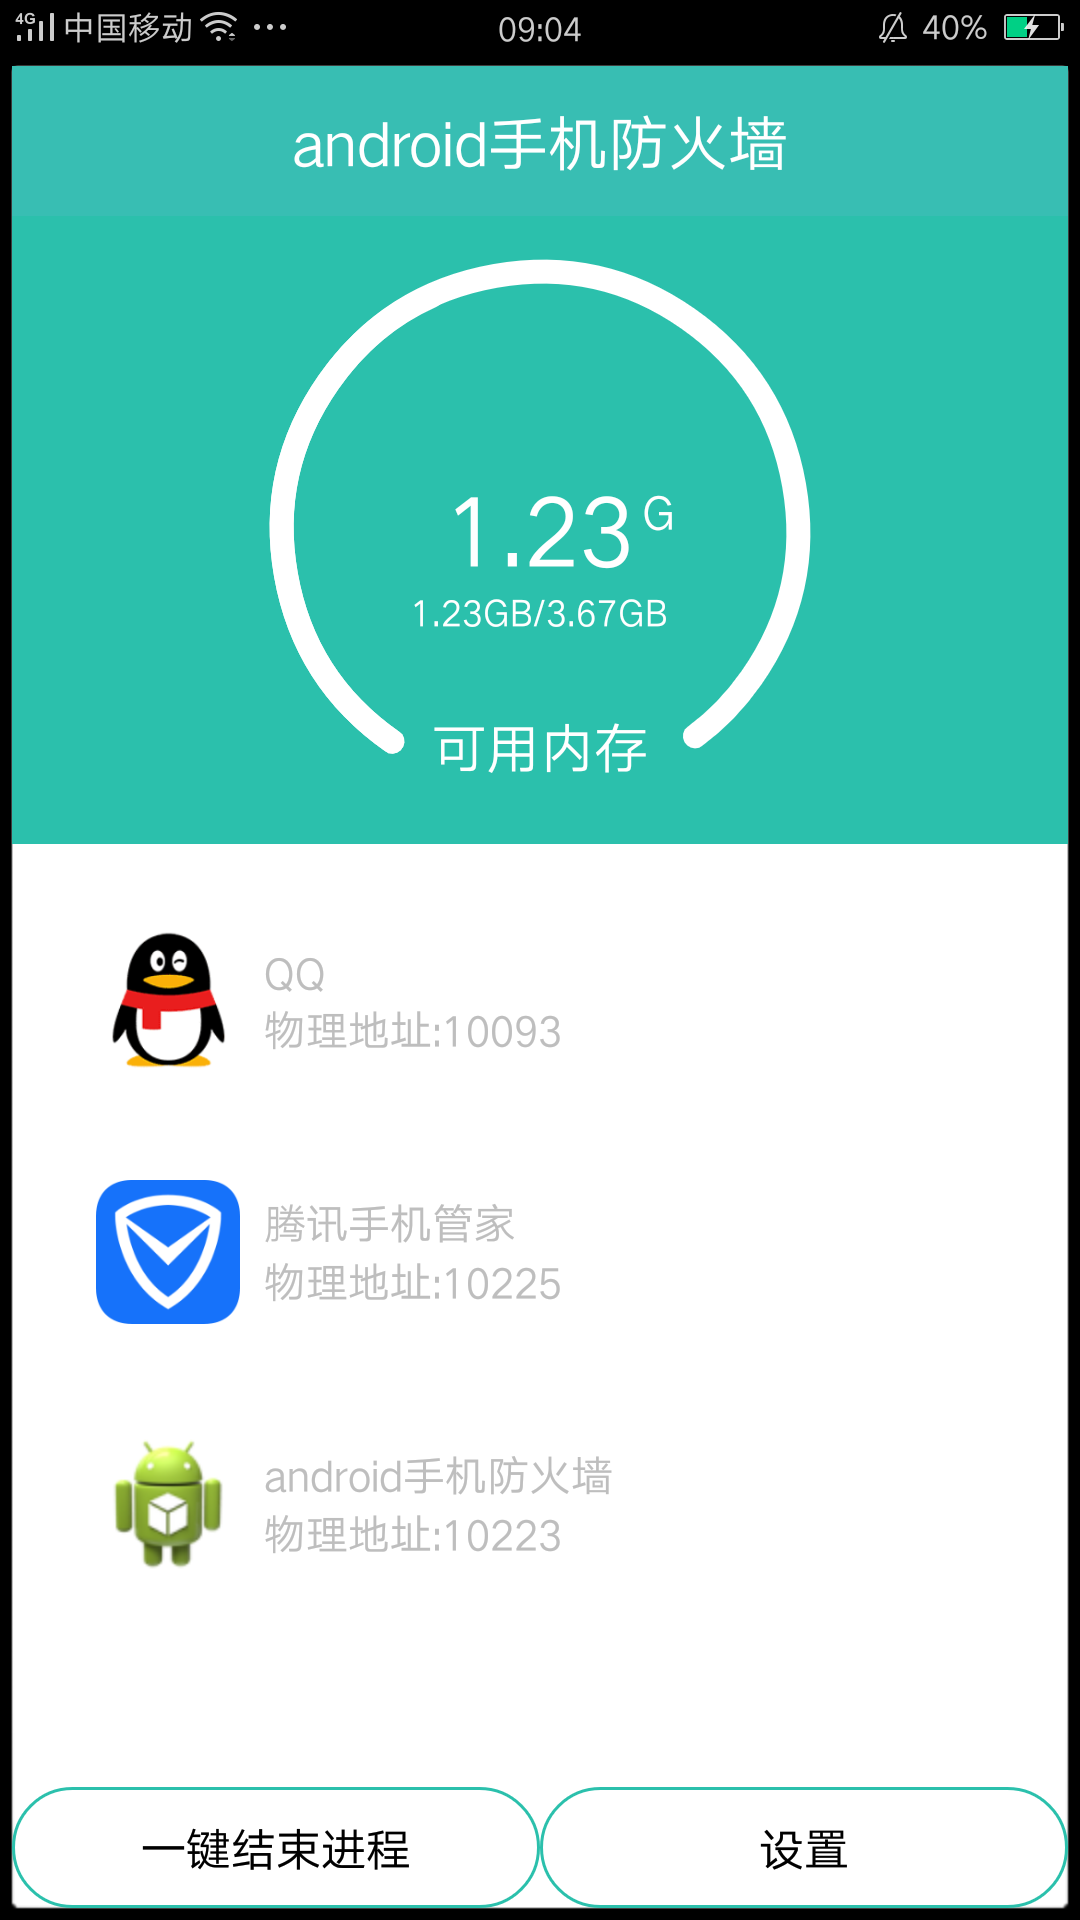 4G 中国移动 ... 09:04 40%
android手机防火墙
1.23G
1.23GB/3.67GB
可用内存
QQ
物理地址:10093
腾讯手机管家
物理地址:10225
android手机防火墙
物理地址:10223
一键结束进程 设置